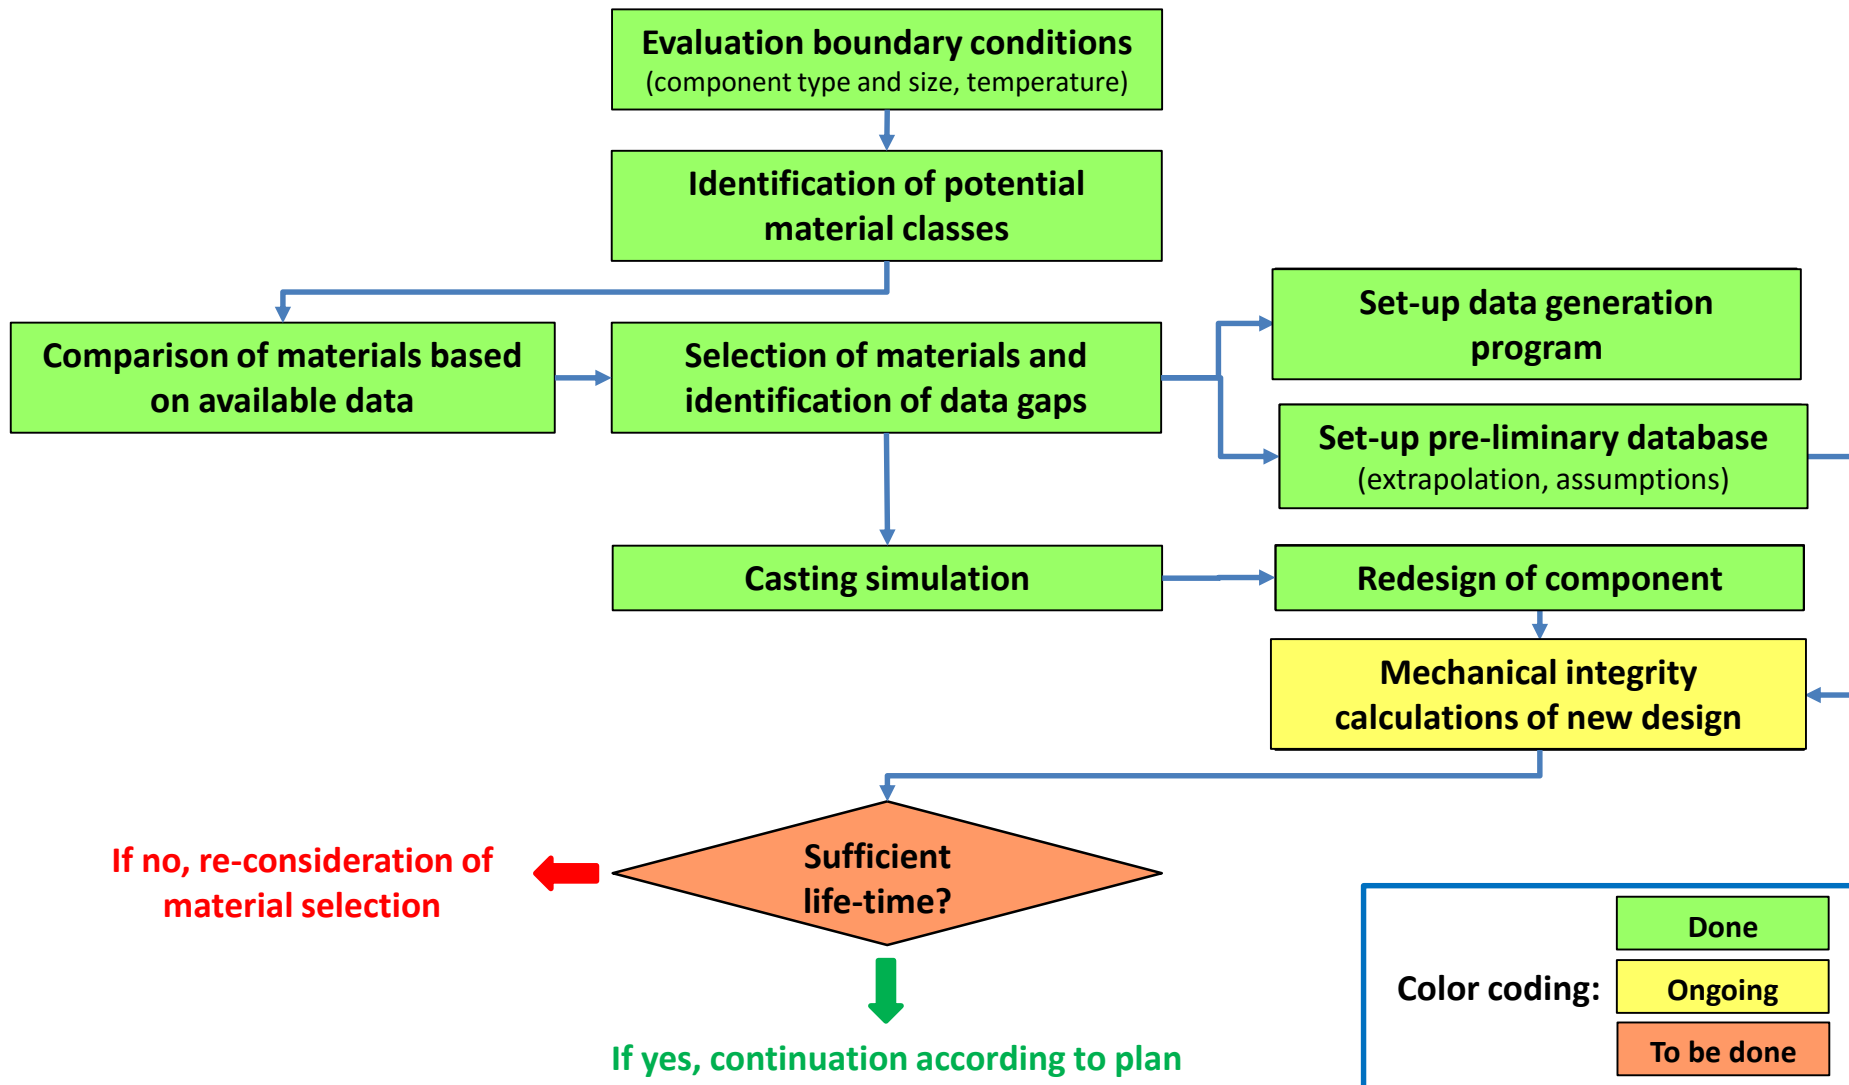 Evaluation boundary conditions
(component type and size, temperature)
Identification of potential
material classes
Comparison of materials based
on available data
Selection of materials and
identification of data gaps
Set-up data generation
program
Set-up pre-liminary database
(extrapolation, assumptions)
Casting simulation
Redesign of component
Mechanical integrity
calculations of new design
Sufficient
life-time?
If no, re-consideration of
material selection
If yes, continuation according to plan
Color coding:
Done
Ongoing
To be done